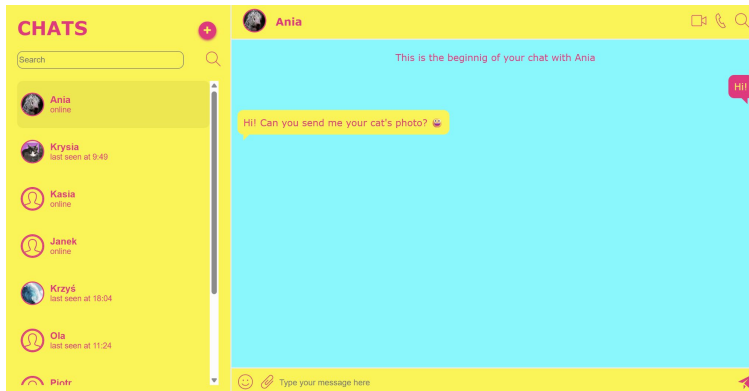 CHATS
+
Search
Ania
online
Krysia
last seen at 9:49
Kasia
online
Janek
online
Krzyś
last seen at 18:04
Ola
last seen at 11:24
Piotr
Ania
This is the beginnig of your chat with Ania
Hi!
Hi! Can you send me your cat's photo? 😀
Type your message here